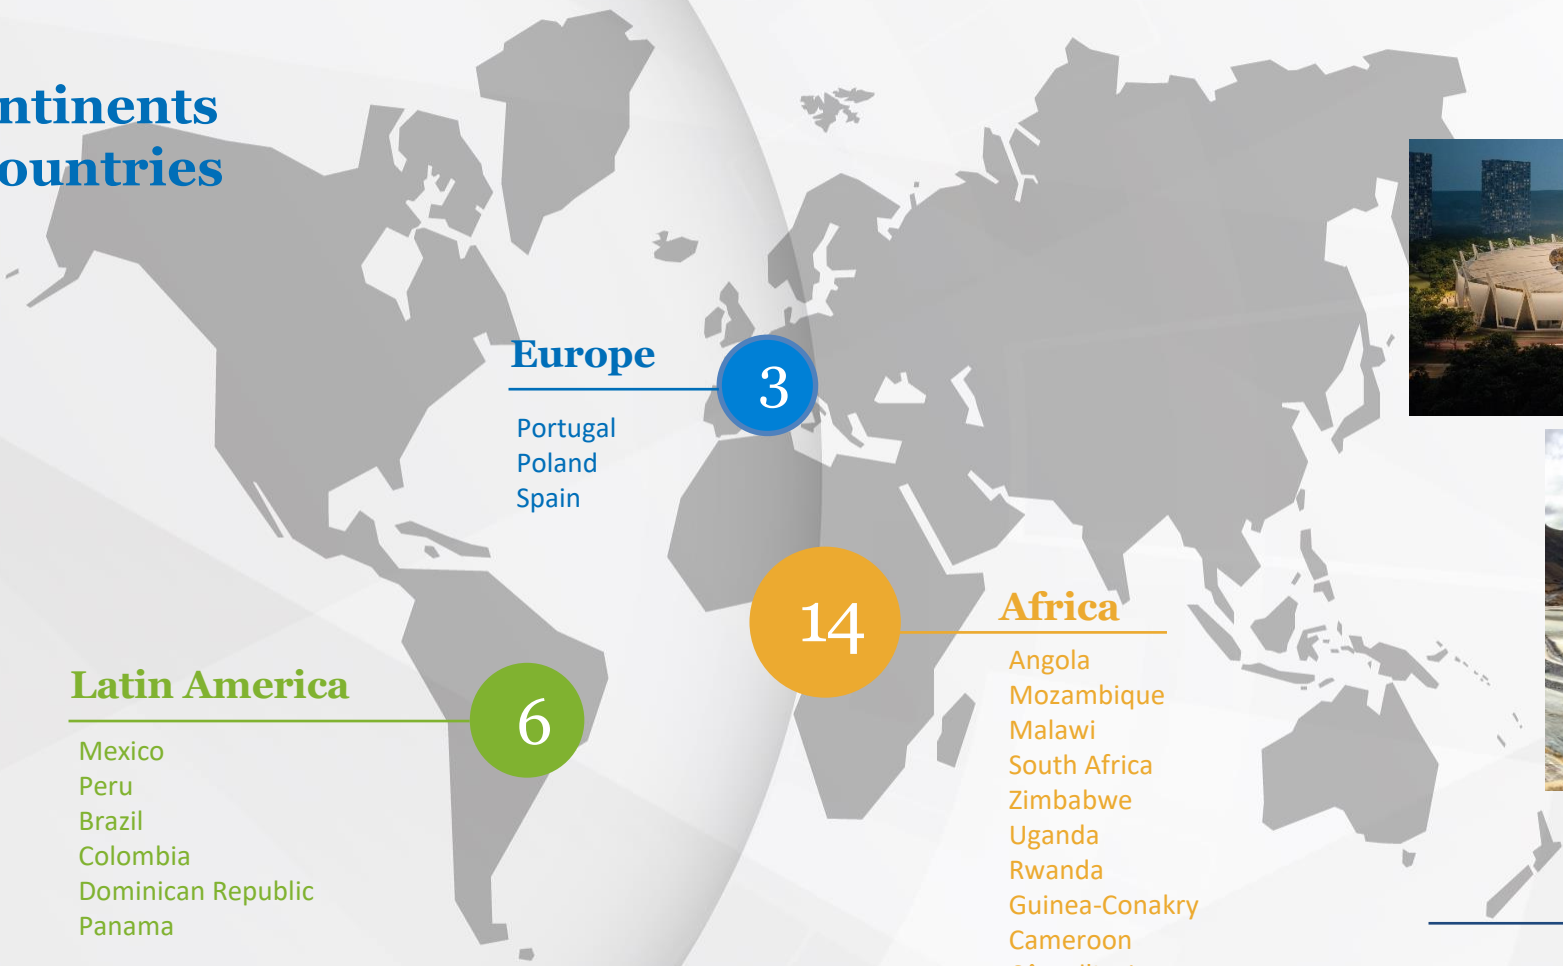 ntinents
ountries
Europe
3
Portugal
Poland
Spain
14
Africa
Angola
Mozambique
Malawi
South Africa
Zimbabwe
Uganda
Rwanda
Guinea-Conakry
Cameroon
Latin America
6
Mexico
Peru
Brazil
Colombia
Dominican Republic
Panama